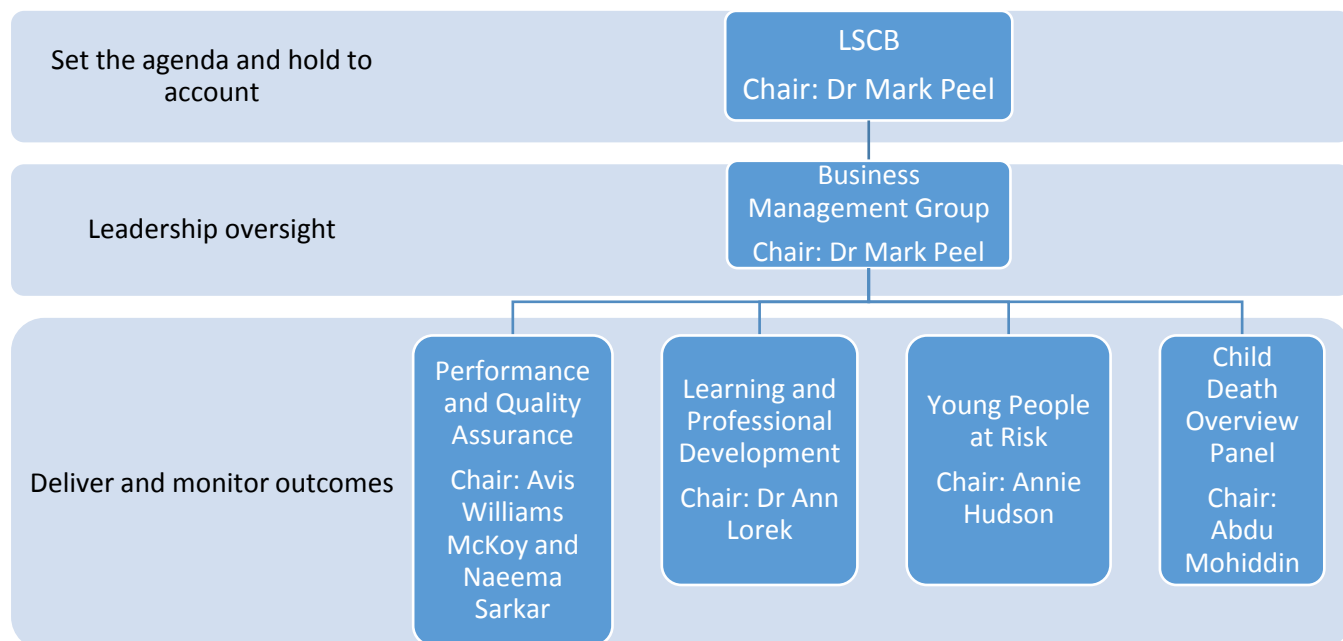 Set the agenda and hold to
account
LSCB
Chair: Dr Mark Peel
Leadership oversight
Business
Management Group
Chair: Dr Mark Peel
Deliver and monitor outcomes
Performance
and Quality
Assurance
Chair: Avis
Williams
McKoy and
Naeema
Sarkar
Learning and
Professional
Development
Chair: Dr Ann
Lorek
Young People
at Risk
Chair: Annie
Hudson
Child
Death
Overview
Panel
Chair:
Abdu
Mohiddin